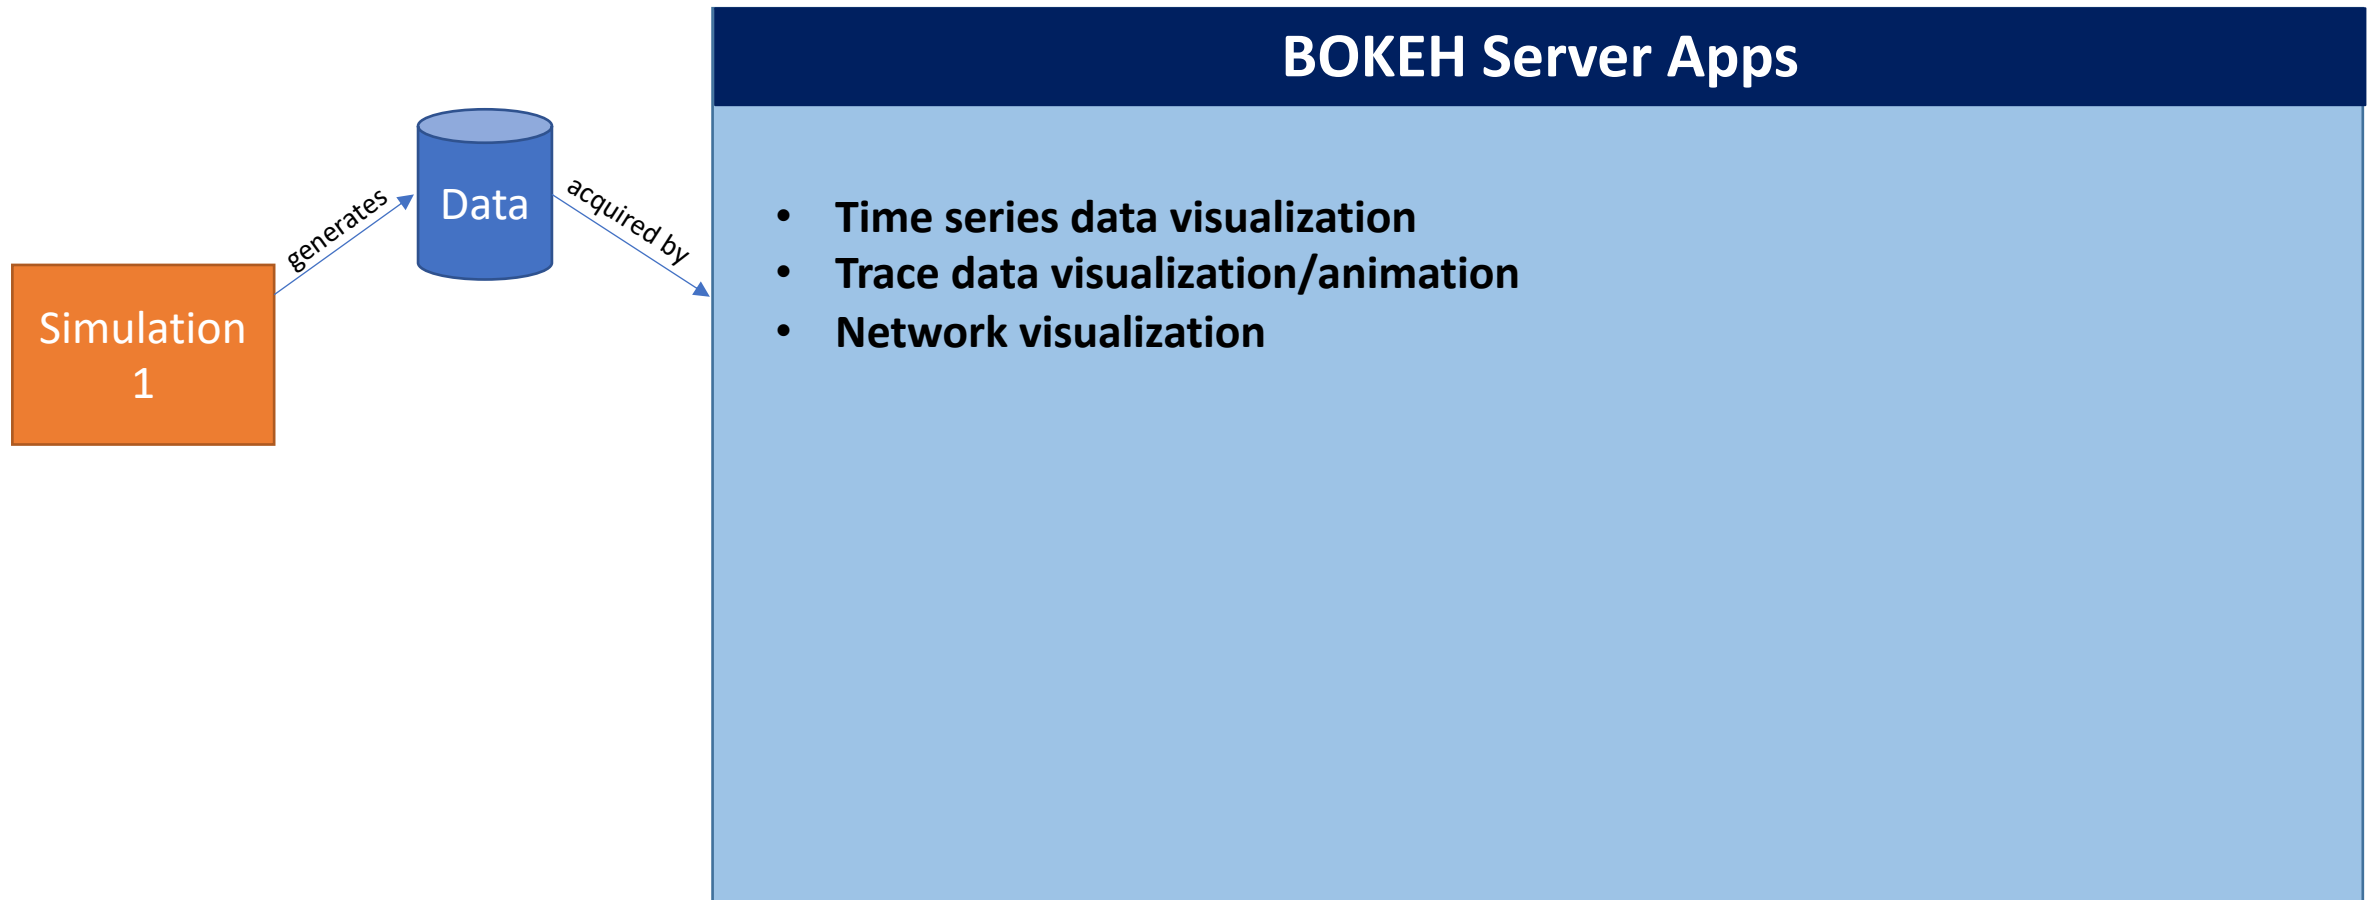 BOKEH Server Apps
Data
generates
acquired by
Simulation
1
• Time series data visualization
• Trace data visualization/animation
• Network visualization